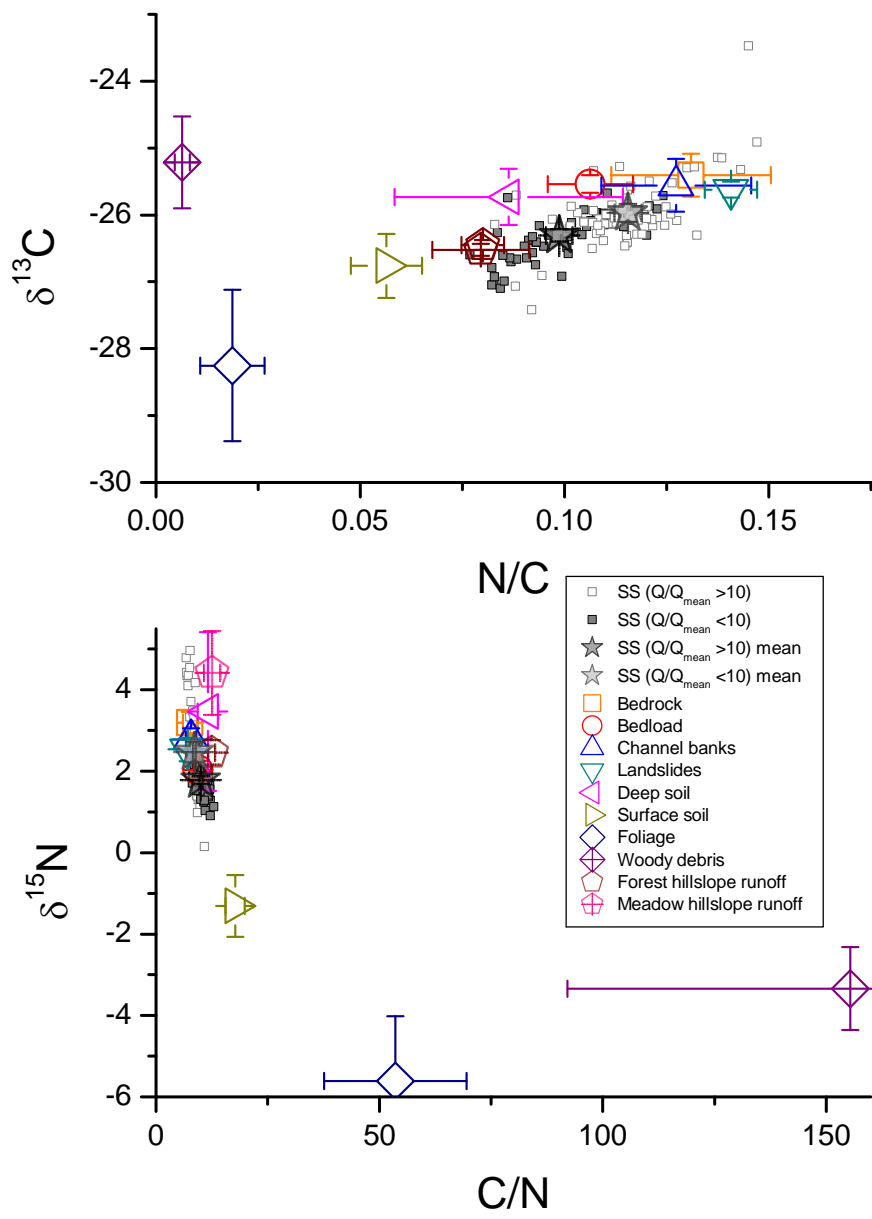 -24
-26
-28
-30
δ13C
0.00 0.05 0.10 0.15
N/C
SS (Q/Qmean >10)
SS (Q/Qmean <10)
SS (Q/Qmean >10) mean
SS (Q/Qmean <10) mean
Bedrock
Bedload
Channel banks
Landslides
Deep soil
Surface soil
Foliage
Woody debris
Forest hillslope runoff
Meadow hillslope runoff
4
2
0
-2
-4
-6
δ15N
0 50 100 150
C/N